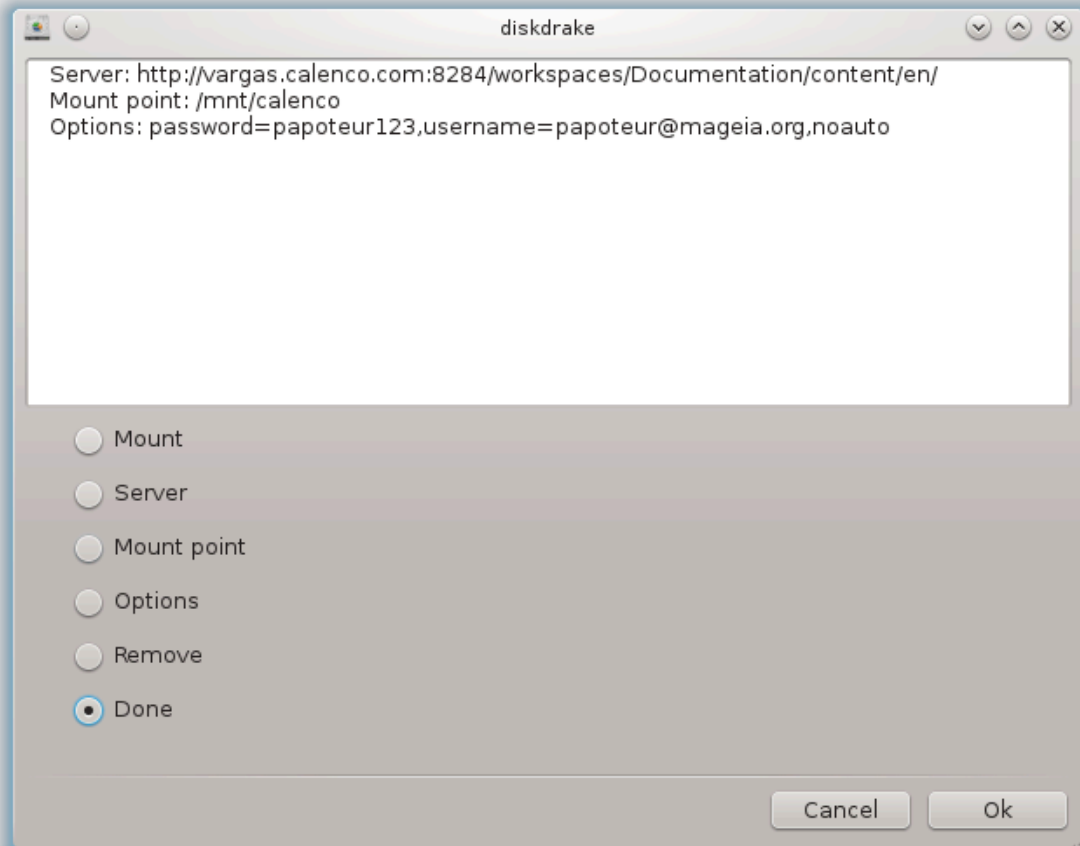 diskdrake
Server: http://vargas.calenco.com:8284/workspaces/Documentation/content/en/
Mount point: /mnt/calenco
Options: password=papoteur123,username=papoteur@mageia.org,noauto
Mount
Server
Mount point
Options
Remove
Done
Cancel Ok